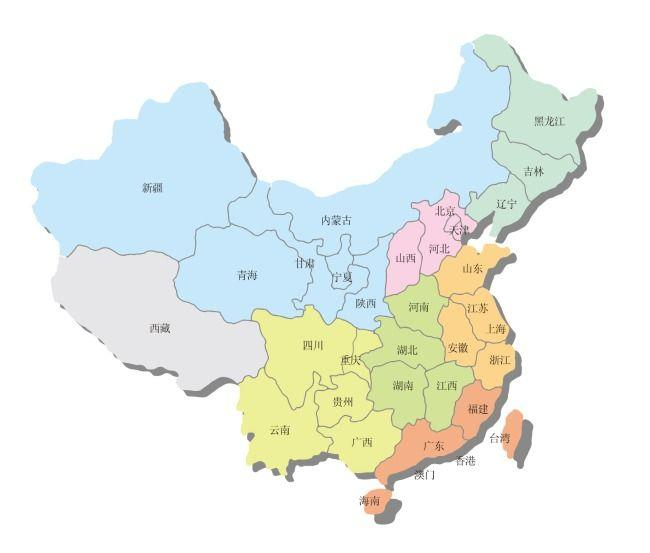 黑龙江
吉林
辽宁
新疆
内蒙古
北京
天津
河北
山西
甘肃
宁夏
青海
山东
陕西
河南
江苏
上海
西藏
四川
重庆
湖北
安徽
浙江
湖南
江西
贵州
福建
云南
广西
广东
台湾
香港
澳门
海南